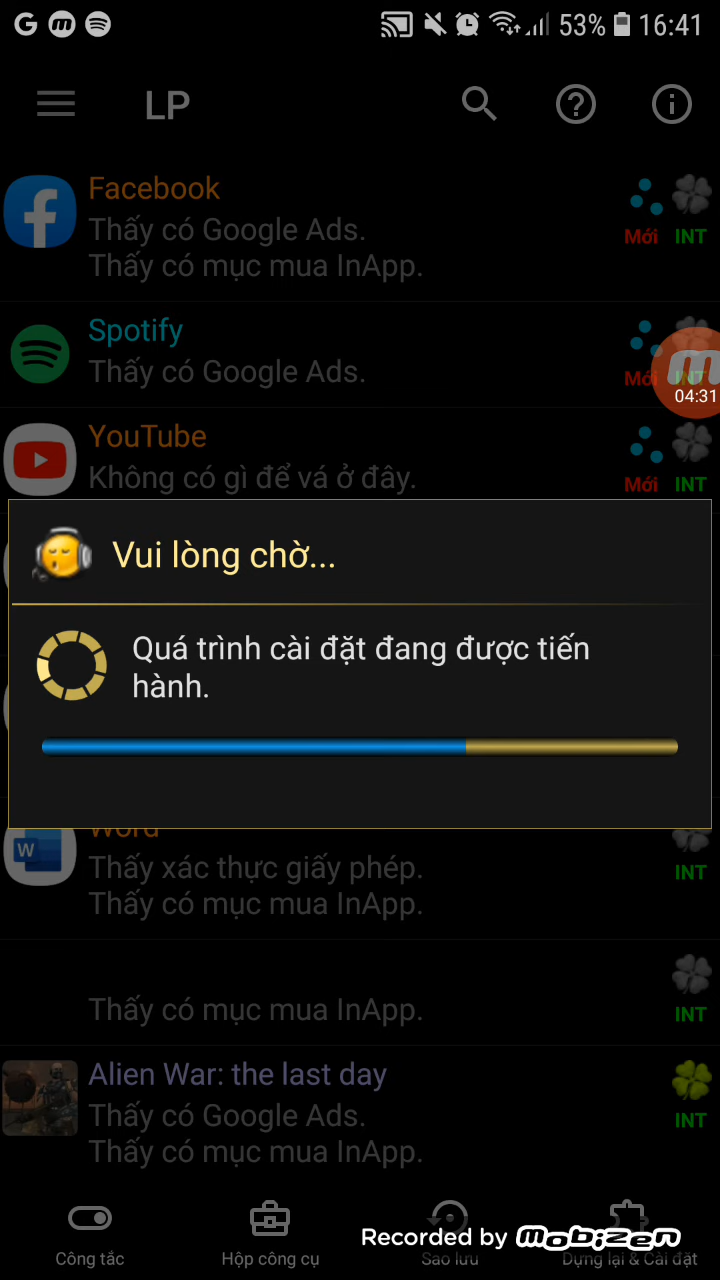 53% 16:41
LP
Facebook
Thấy có Google Ads.
Thấy có mục mua InApp.
Mới INT
Spotify
Thấy có Google Ads.
Mới INT
04:31
YouTube
Không có gì để vá ở đây.
Mới INT
Vui lòng chờ...
Quá trình cài đặt đang được tiến
hành.
Word
Thấy xác thực giấy phép.
Thấy có mục mua InApp.
INT
Thấy có mục mua InApp.
INT
Alien War: the last day
Thấy có Google Ads.
Thấy có mục mua InApp.
INT
Công tắc
Hộp công cụ
Sao lưu
Dựng lại & Cài đặt
Recorded by mobizen